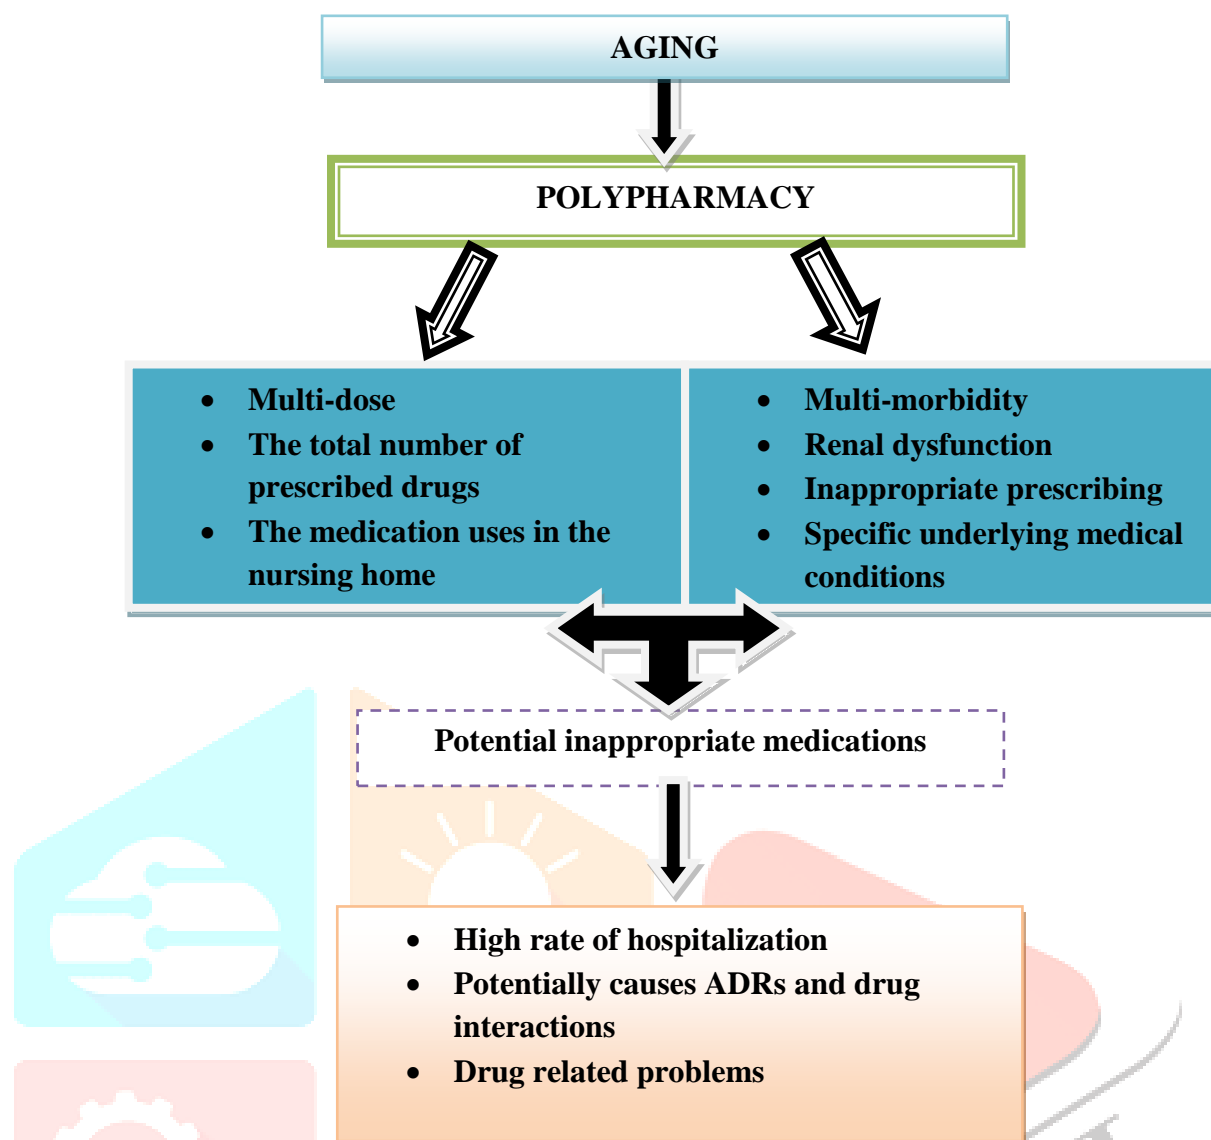 AGING
POLYPHARMACY
• Multi-dose
• The total number of
prescribed drugs
• The medication uses in the
nursing home
• Multi-morbidity
• Renal dysfunction
• Inappropriate prescribing
• Specific underlying medical
conditions
Potential inappropriate medications
• High rate of hospitalization
• Potentially causes ADRs and drug
interactions
• Drug related problems